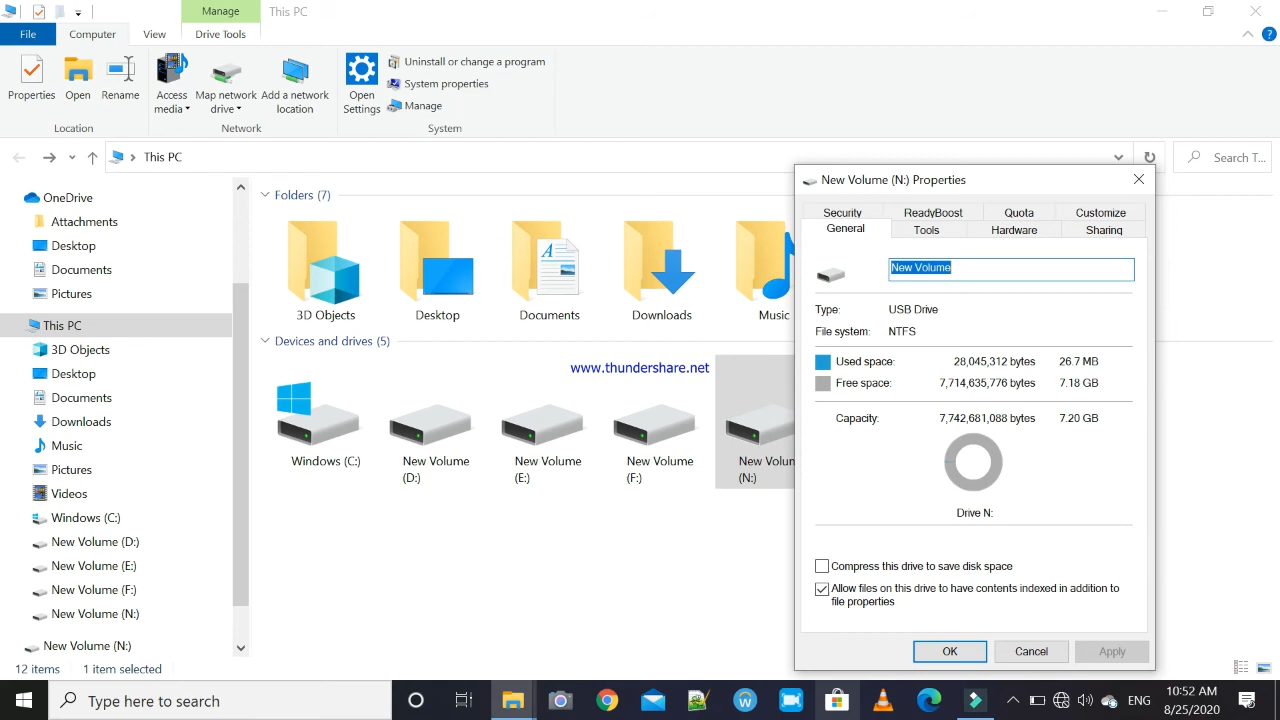 Manage
This PC
File
Computer
View
Drive Tools
Properties
Open
Rename
Access media
Map network drive
Add a network location
Open Settings
Uninstall or change a program
System properties
Manage
Location
Network
System
This PC
Search T...
OneDrive
Attachments
Desktop
Documents
Pictures
This PC
3D Objects
Desktop
Documents
Downloads
Music
Pictures
Videos
Windows (C:)
New Volume (D:)
New Volume (E:)
New Volume (F:)
New Volume (N:)
New Volume (N:)
Folders (7)
3D Objects
Desktop
Documents
Downloads
Music
Devices and drives (5)
www.thundershare.net
Windows (C:)
New Volume (D:)
New Volume (E:)
New Volume (F:)
New Volum (N:)
New Volume (N:) Properties
Security
ReadyBoost
Quota
Customize
General
Tools
Hardware
Sharing
New Volume
Type: USB Drive
File system: NTFS
Used space: 28,045,312 bytes 26.7 MB
Free space: 7,714,635,776 bytes 7.18 GB
Capacity: 7,742,681,088 bytes 7.20 GB
Drive N:
Compress this drive to save disk space
Allow files on this drive to have contents indexed in addition to
file properties
OK
Cancel
Apply
12 items
1 item selected
Type here to search
ENG
10:52 AM
8/25/2020